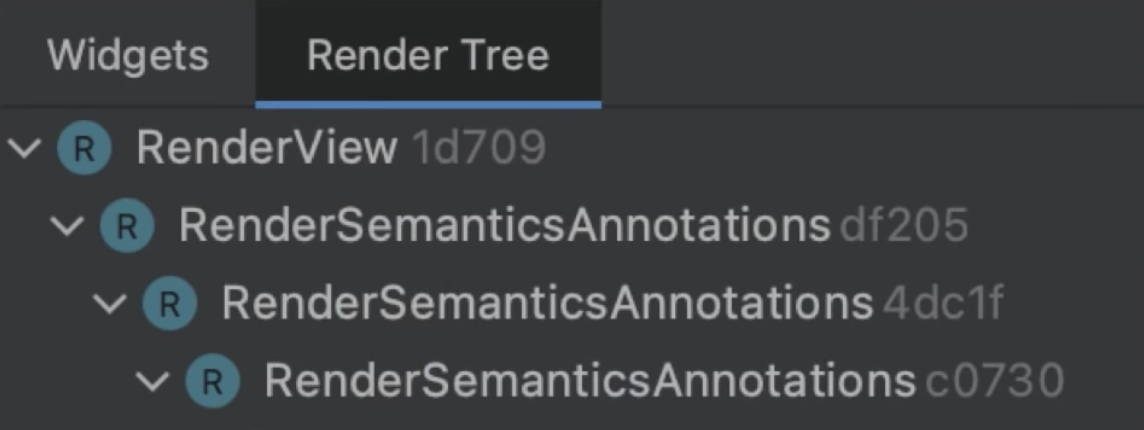 Widgets Render Tree
R RenderView 1d709
R RenderSemanticsAnnotations df205
R RenderSemanticsAnnotations 4dc1f
R RenderSemanticsAnnotations c0730